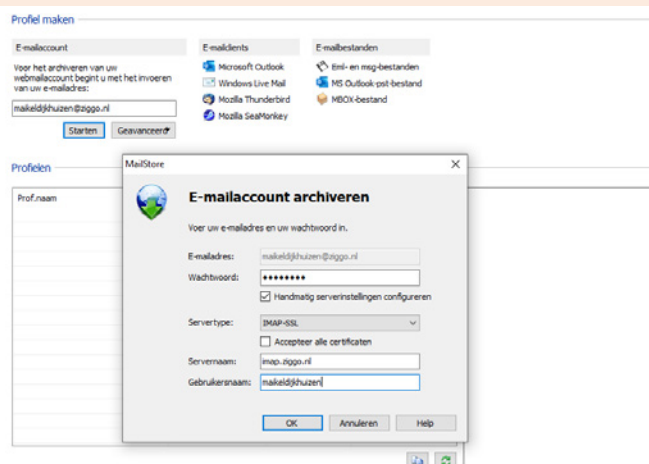 Profiel maken
E-mailaccount
E-mailclients
E-mailbestanden
Voor het archiveren van uw
webmailaccount begint u met het invoeren
van uw e-mailadres:
maikeldijkhuizen@ziggo.nl
Starten
Geavanceerd
Microsoft Outlook
Windows Live Mail
Mozilla Thunderbird
Mozilla SeaMonkey
Eml- en msg-bestanden
MS Outlook-pst-bestand
MBOX-bestand
Profielen
Prof.naam
MailStore
E-mailaccount archiveren
Voer uw e-mailadres en uw wachtwoord in.
E-mailadres: maikeldijkhuizen@ziggo.nl
Wachtwoord: ●●●●●●●●
Handmatig serverinstellingen configureren
Servertype: IMAP-SSL
Accepteer alle certificaten
Servernaam: imap.ziggo.nl
Gebruikersnaam: maikeldijkhuizen
OK Annuleren Help